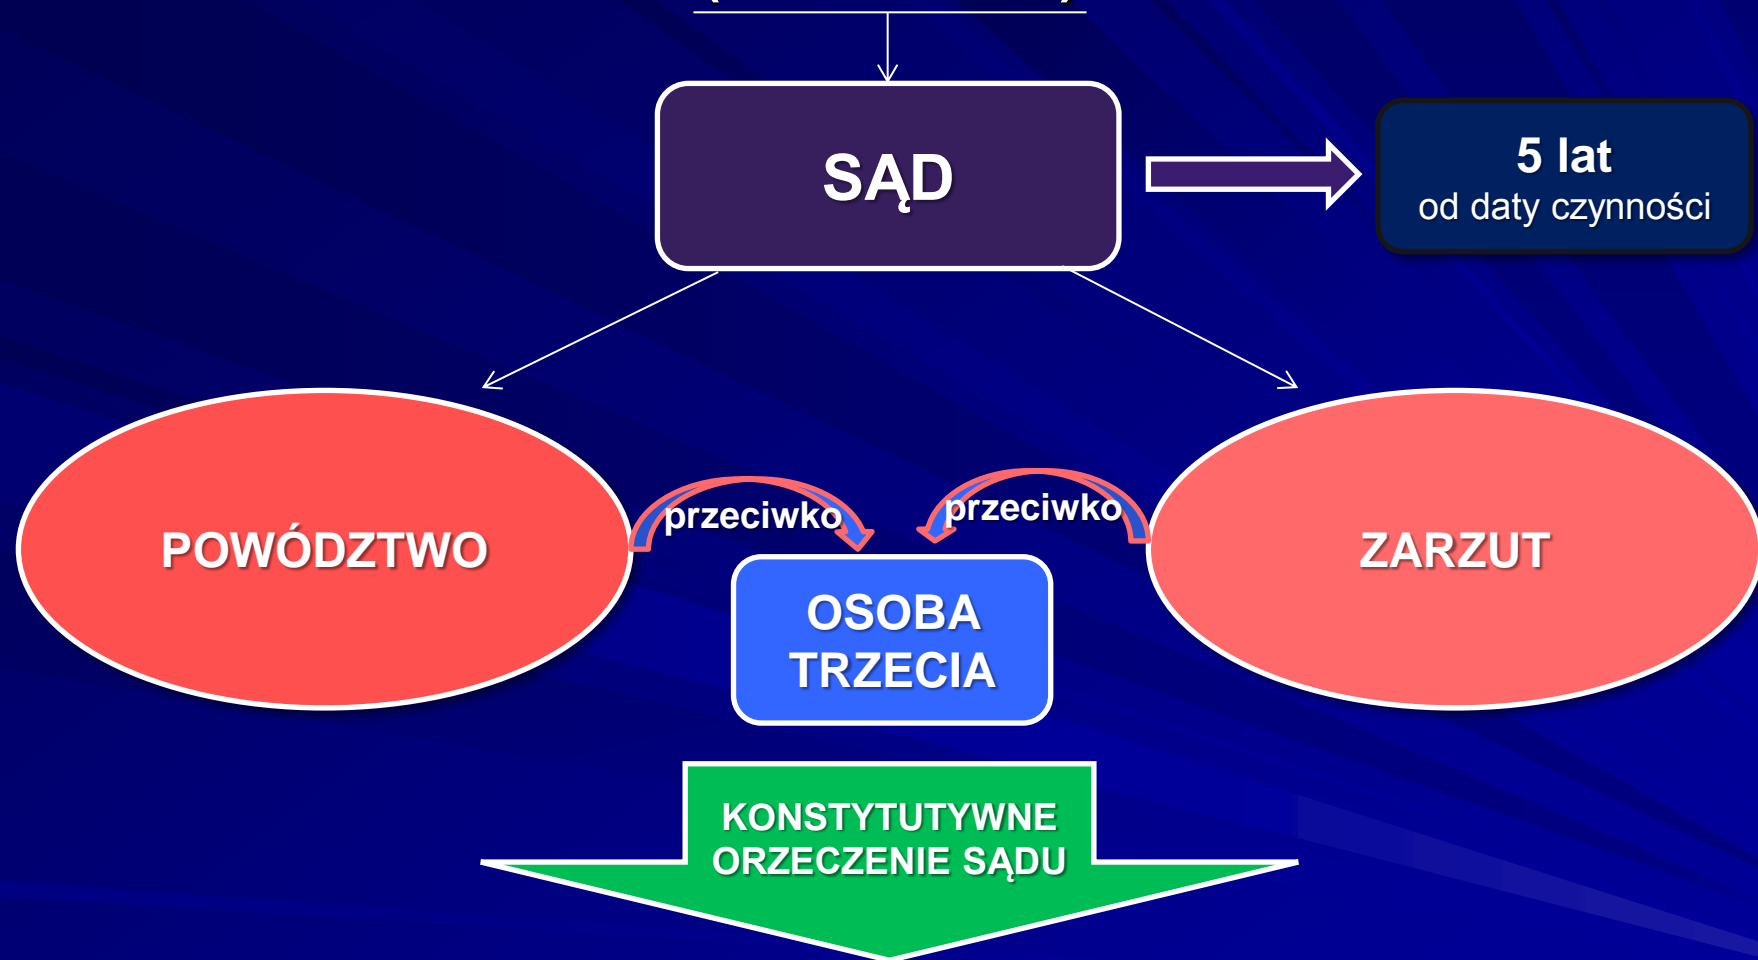 SĄD
5 lat
od daty czynności
POWÓDZTWO
przeciwko
przeciwko
ZARZUT
OSOBA
TRZECIA
KONSTYTUTYWNE
ORZECZENIE SĄDU